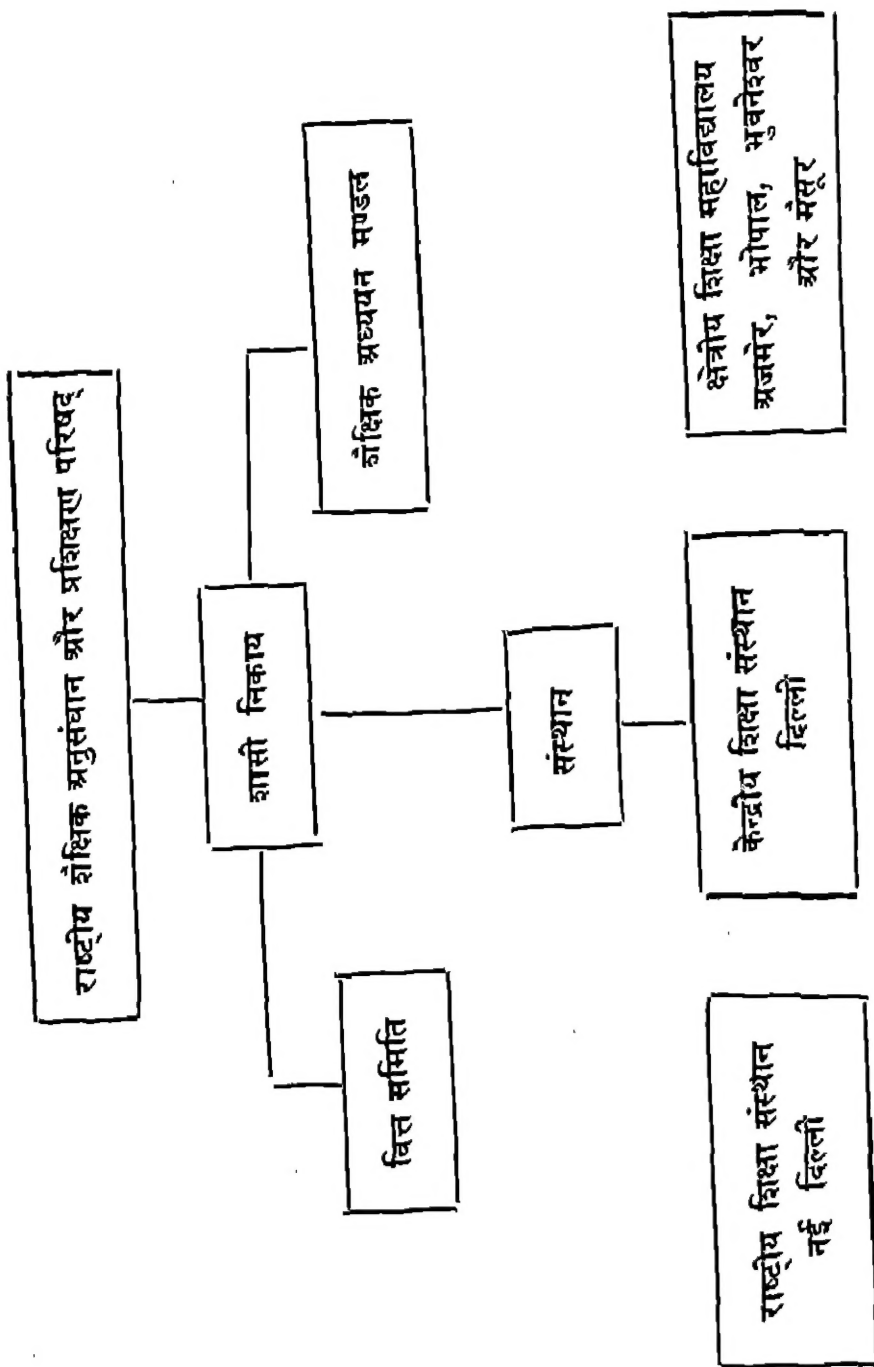 राष्ट्रीय शैक्षिक अनुसंधान और प्रशिक्षण परिषद्
शासी निकाय
वित्त समिति
शैक्षिक अध्ययन मण्डल
संस्थान
राष्ट्रीय शिक्षा संस्थान
नई दिल्ली
केन्द्रीय शिक्षा संस्थान
दिल्ली
क्षेत्रीय शिक्षा महाविद्यालय
अजमेर, भोपाल, भुवनेश्वर
और मैसूर